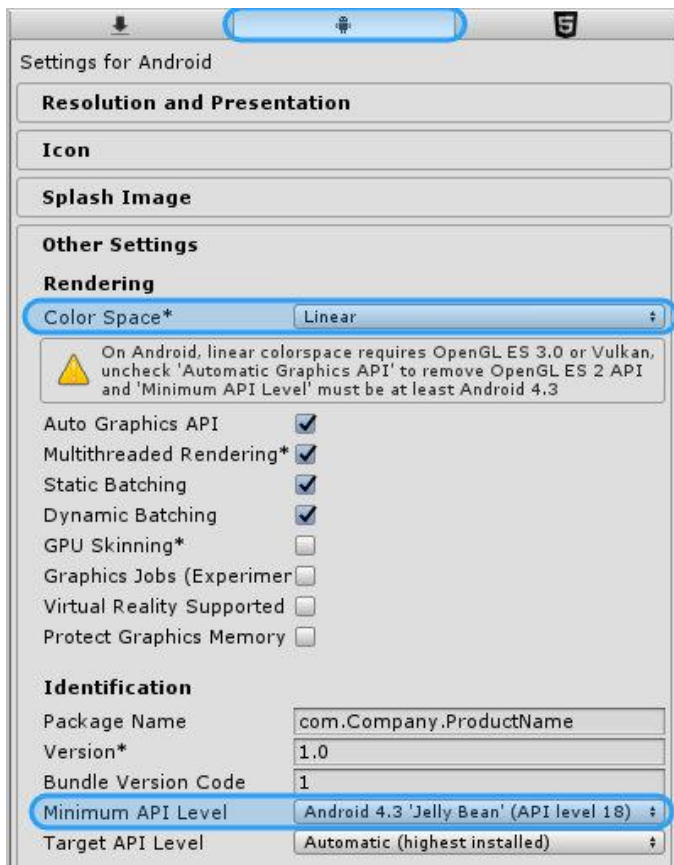 Settings for Android
Resolution and Presentation
Icon
Splash Image
Other Settings
Rendering
Color Space* Linear
On Android, linear colorspace requires OpenGL ES 3.0 or Vulkan,
uncheck 'Automatic Graphics API' to remove OpenGL ES 2 API
and 'Minimum API Level' must be at least Android 4.3
Auto Graphics API
Multithreaded Rendering*
Static Batching
Dynamic Batching
GPU Skinning*
Graphics Jobs (Experimer
Virtual Reality Supported
Protect Graphics Memory
Identification
Package Name com.Company.ProductName
Version* 1.0
Bundle Version Code 1
Minimum API Level Android 4.3 'Jelly Bean' (API level 18)
Target API Level Automatic (highest installed)